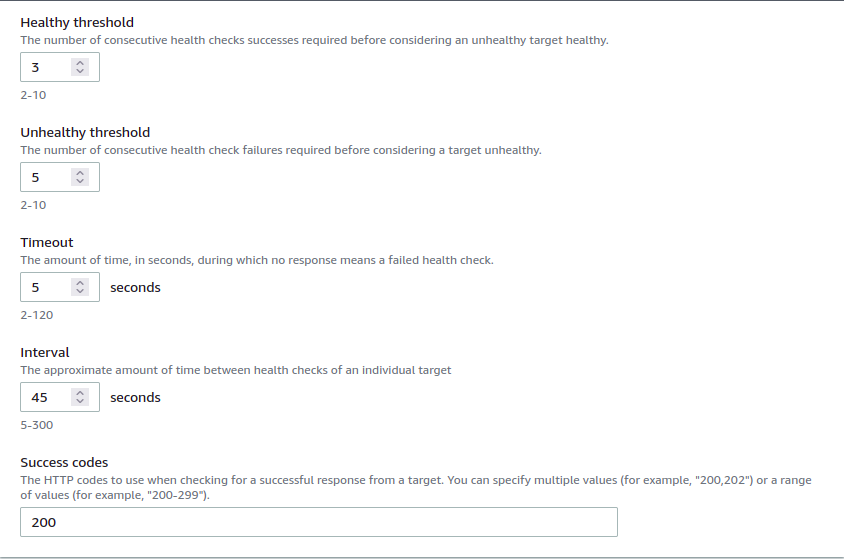 Healthy threshold
The number of consecutive health checks successes required before considering an unhealthy target healthy.
3
2-10
Unhealthy threshold
The number of consecutive health check failures required before considering a target unhealthy.
5
2-10
Timeout
The amount of time, in seconds, during which no response means a failed health check.
5 seconds
2-120
Interval
The approximate amount of time between health checks of an individual target
45 seconds
5-300
Success codes
The HTTP codes to use when checking for a successful response from a target. You can specify multiple values (for example, "200,202") or a range
of values (for example, "200-299").
200